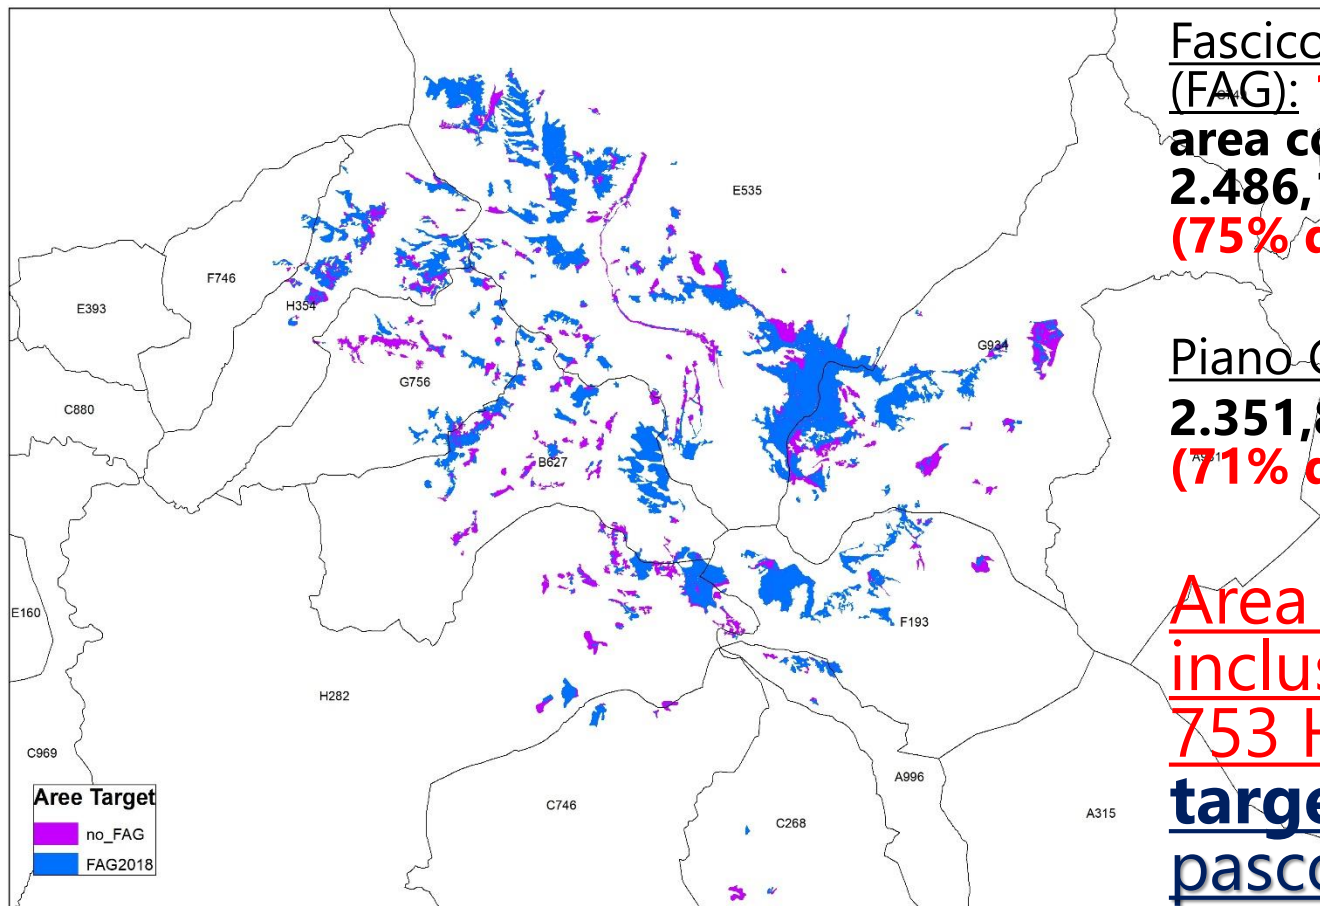 Fascico
(FAG):
area co
2.486,
(75% d
E535
F746
E393
H354
G934
Piano G
G756
C880
2.351,8
B627
(71% d
E160
Area
F193
inclus
H282
753 H
C969
Aree Target
A996
targe
C746
C268
A315
no_FAG
FAG2018
pasco